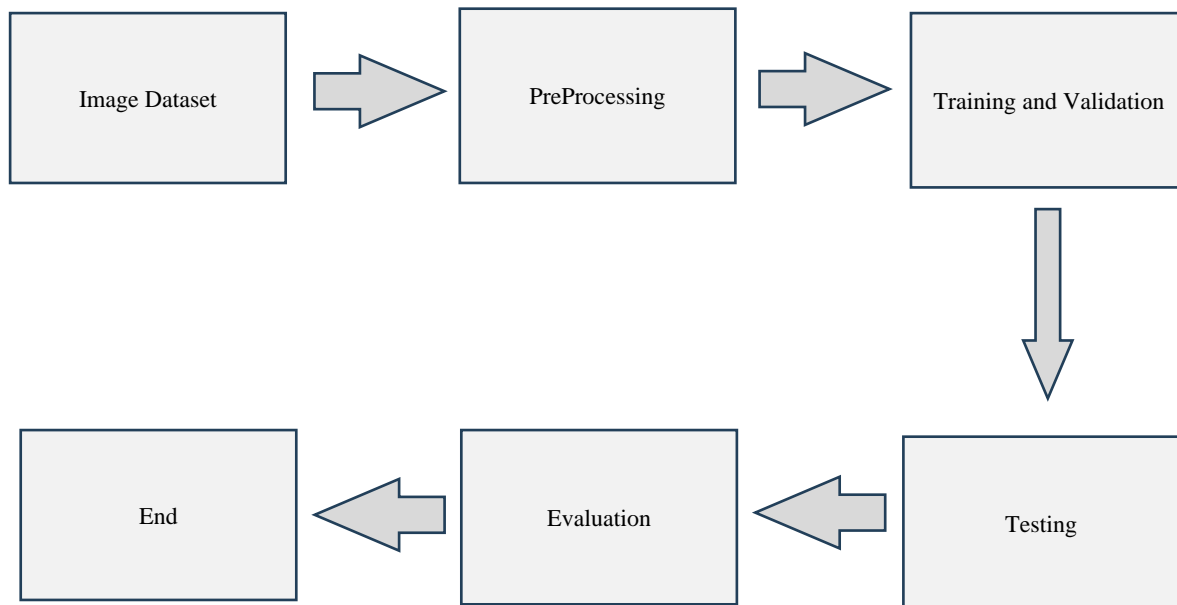 Image Dataset
PreProcessing
Training and Validation
Testing
Evaluation
End